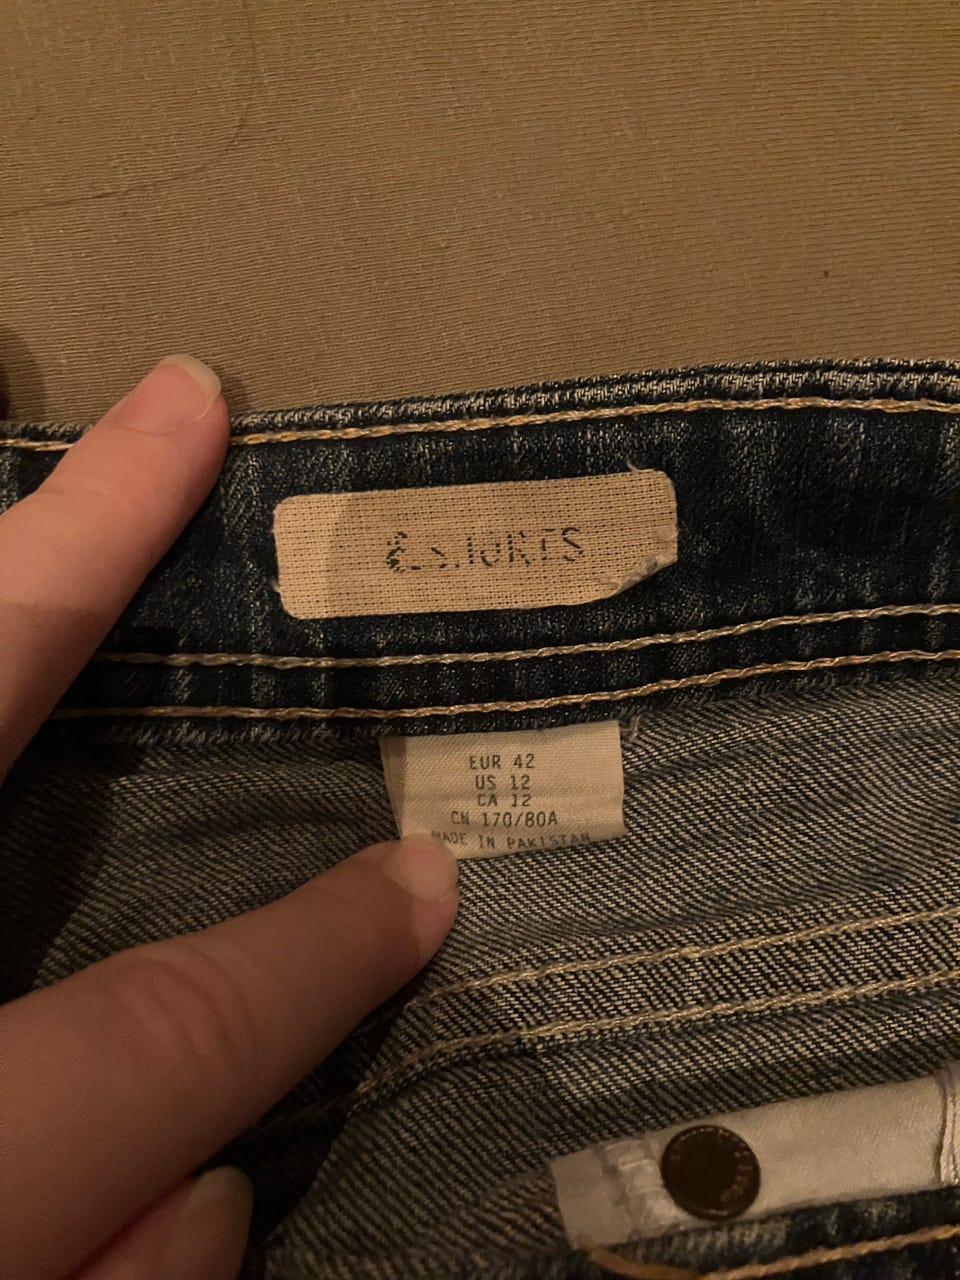 EUR 42
US 12
CA 12
CN 170/80A
MADE IN PAKISTAN